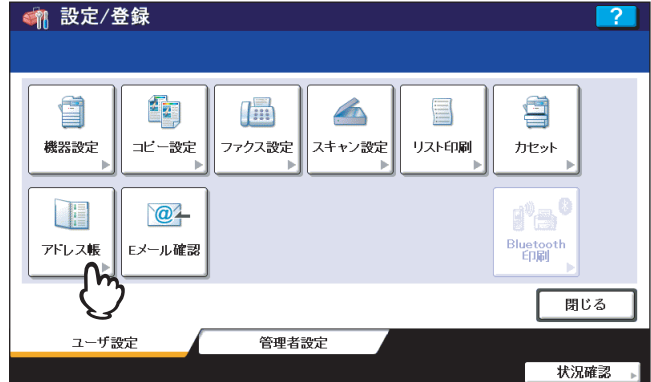 設定/登録
?
機器設定
コピー設定
ファクス設定
スキャン設定
リスト印刷
カセット
アドレス帳
@
Eメール確認
Bluetooth
印刷
閉じる
ユーザ設定
管理者設定
状況確認